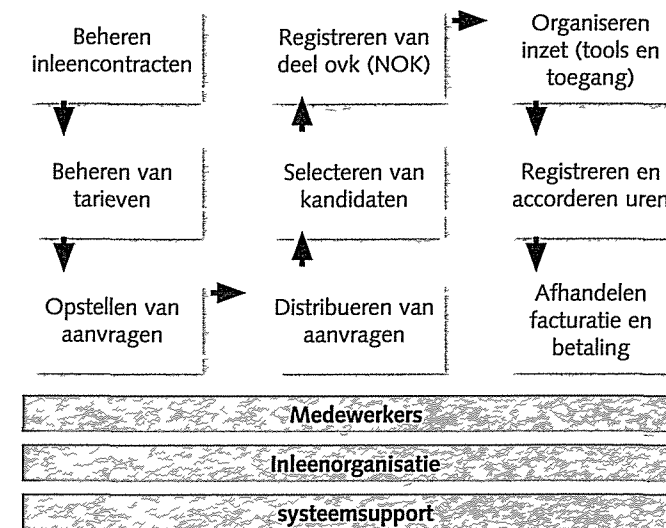 Beheren
inleencontracten
Beheren van
tarieven
Opstellen van
aanvragen
Distribueren van
aanvragen
Selecteren van
kandidaten
Registreren van
deel ovk (NOK)
Organiseren
inzet (tools en
toegang)
Registreren en
accorderen uren
Afhandelen
facturatie en
betaling
Medewerkers
Inleenorganisatie
systeemsupport